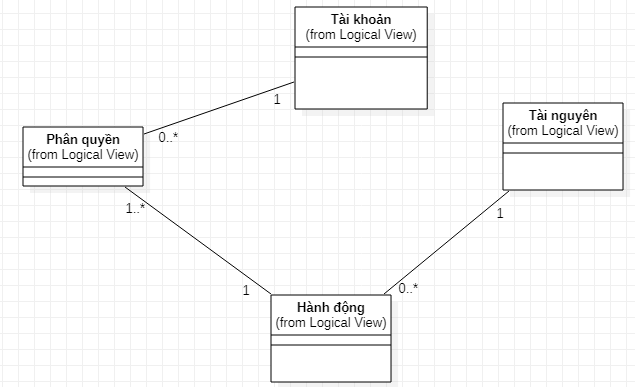 Tài khoản
(from Logical View)
1
0..*
Phân quyền
(from Logical View)
1..*
1
Tài nguyên
(from Logical View)
1
0..*
Hành động
(from Logical View)